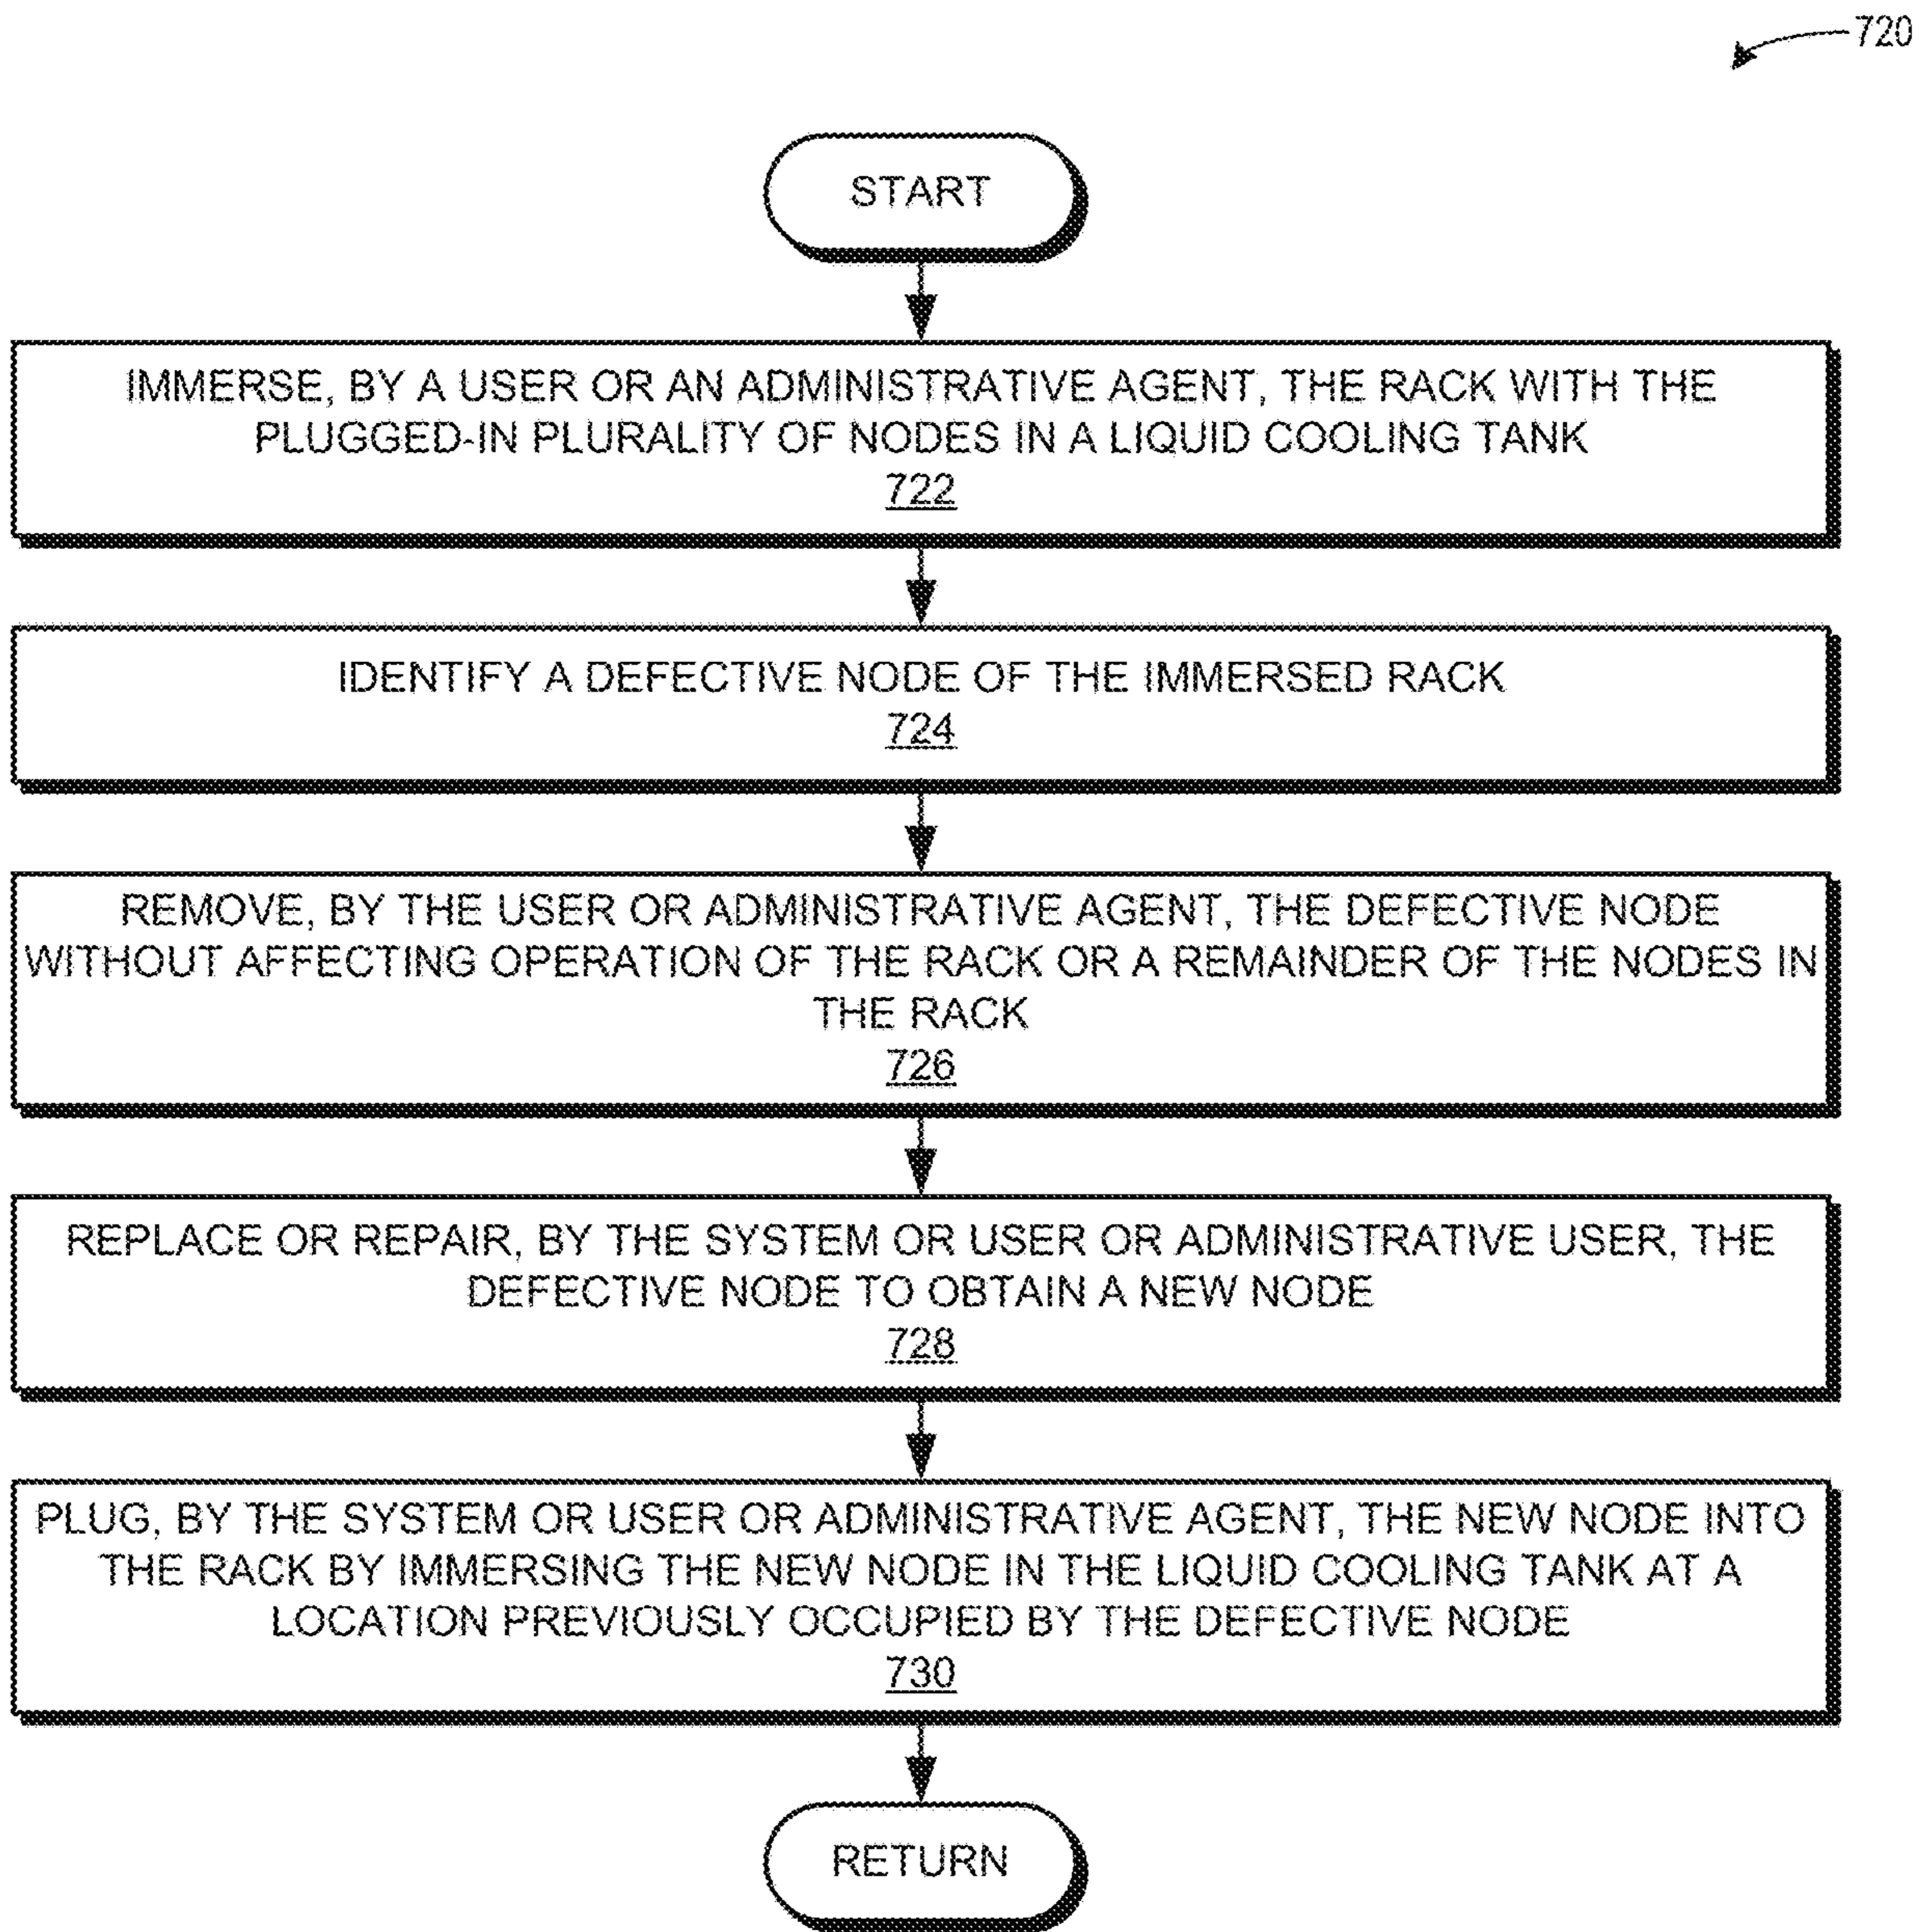 720
START
IMMERSE, BY A USER OR AN ADMINISTRATIVE AGENT, THE RACK WITH THE
PLUGGED-IN PLURALITY OF NODES IN A LIQUID COOLING TANK
722
IDENTIFY A DEFECTIVE NODE OF THE IMMERSED RACK
724
REMOVE, BY THE USER OR ADMINISTRATIVE AGENT, THE DEFECTIVE NODE
WITHOUT AFFECTING OPERATION OF THE RACK OR A REMAINDER OF THE NODES IN
THE RACK
726
REPLACE OR REPAIR, BY THE SYSTEM OR USER OR ADMINISTRATIVE USER, THE
DEFECTIVE NODE TO OBTAIN A NEW NODE
728
PLUG, BY THE SYSTEM OR USER OR ADMINISTRATIVE AGENT, THE NEW NODE INTO
THE RACK BY IMMERSING THE NEW NODE IN THE LIQUID COOLING TANK AT A
LOCATION PREVIOUSLY OCCUPIED BY THE DEFECTIVE NODE
730
RETURN